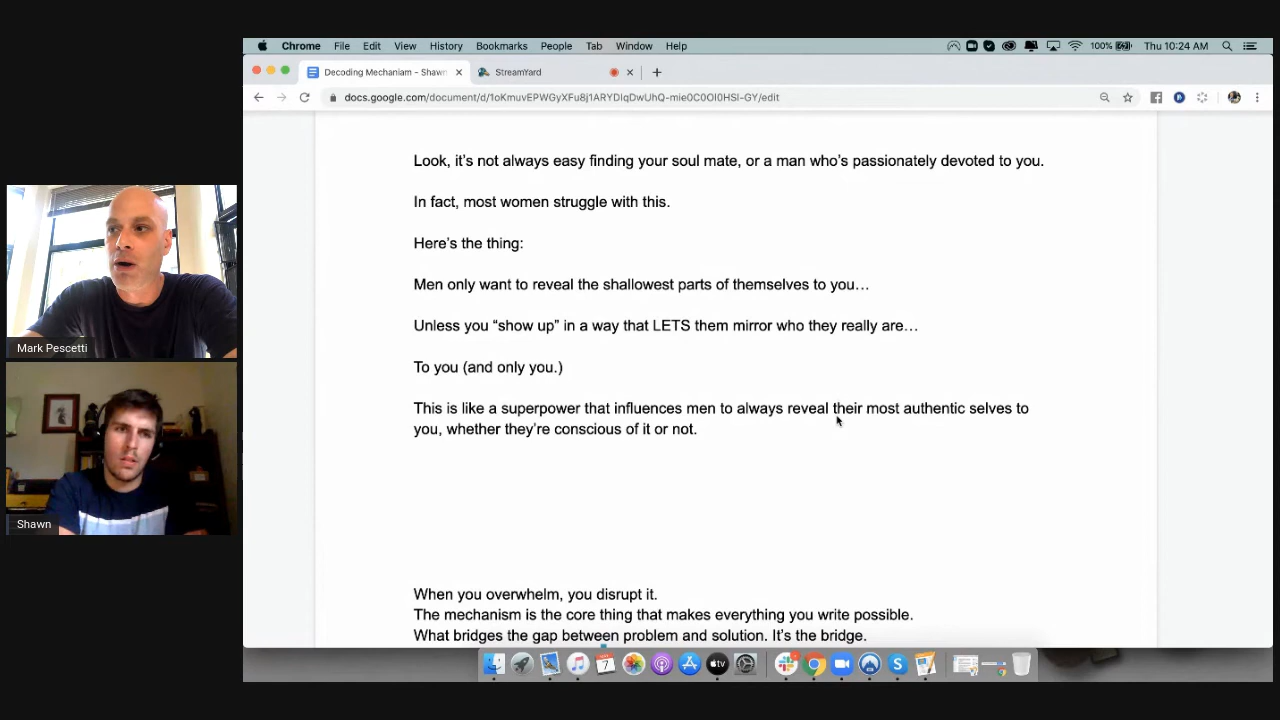 Chrome File Edit View History Bookmarks People Tab Window Help 100% Thu 10:24 AM
Decoding Mechaniam - Shawn StreamYard
docs.google.com/document/d/1oKmuvEPWGyXFu8j1ARYDIqDwUhQ-mie0C0Ol0HSI-GY/edit
Look, it's not always easy finding your soul mate, or a man who's passionately devoted to you.
In fact, most women struggle with this.
Here's the thing:
Men only want to reveal the shallowest parts of themselves to you…
Unless you “show up” in a way that LETS them mirror who they really are…
To you (and only you.)
This is like a superpower that influences men to always reveal their most authentic selves to
you, whether they're conscious of it or not.
When you overwhelm, you disrupt it.
The mechanism is the core thing that makes everything you write possible.
What bridges the gap between problem and solution. It's the bridge.
Mark Pescetti
Shawn
7
tv